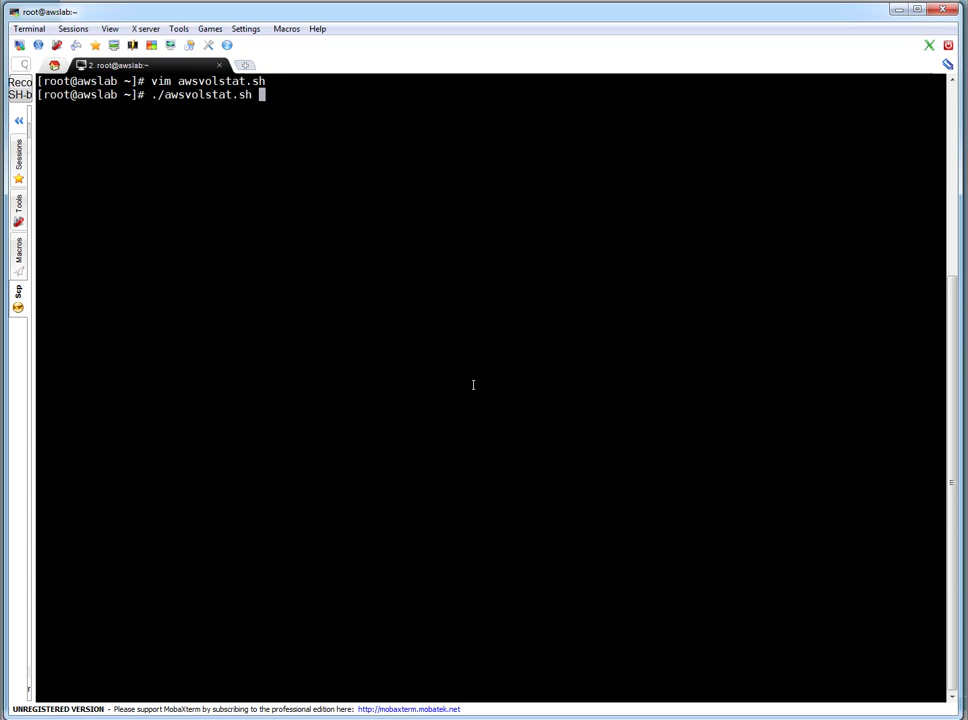 root@awslab:~
Terminal Sessions View X server Tools Games Settings Macros Help
2. root@awslab:~
Reco
SH-b
[root@awslab ~]# vim awsvolstat.sh
[root@awslab ~]# ./awsvolstat.sh
Sessions
Tools
Macros
Scp
UNREGISTERED VERSION - Please support MobaXterm by subscribing to the professional edition here: http://mobaxterm.mobatek.net